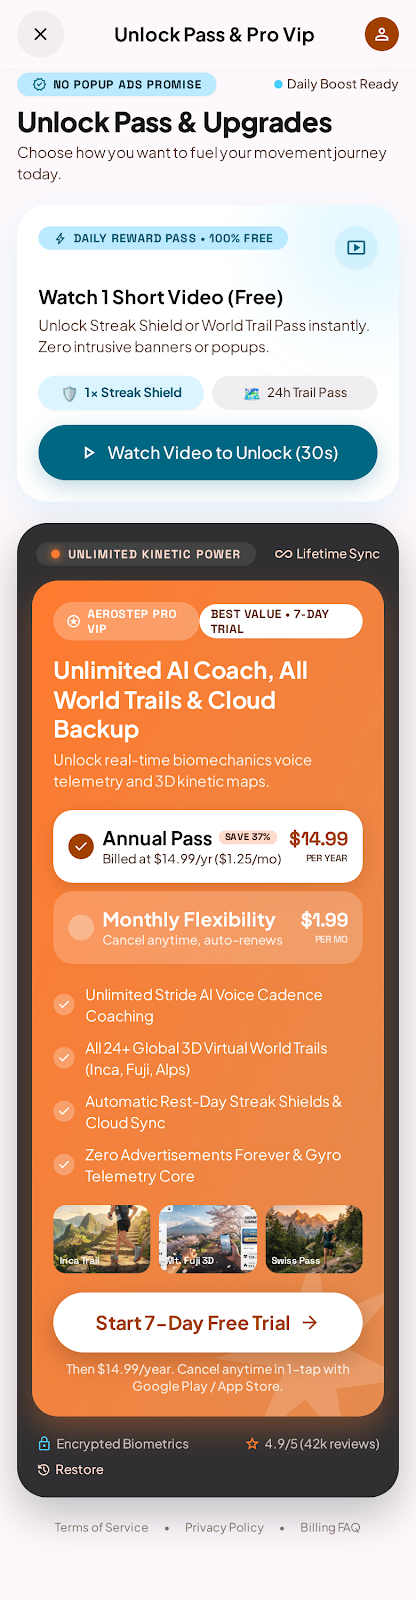 Unlock Pass & Pro Vip
NO POPUP ADS PROMISE
Daily Boost Ready
Unlock Pass & Upgrades
Choose how you want to fuel your movement journey
today.
DAILY REWARD PASS • 100% FREE
Watch 1 Short Video (Free)
Unlock Streak Shield or World Trail Pass instantly.
Zero intrusive banners or popups.
1× Streak Shield
24h Trail Pass
Watch Video to Unlock (30s)
UNLIMITED KINETIC POWER
Lifetime Sync
AEROSTEP PRO
VIP
BEST VALUE • 7-DAY
TRIAL
Unlimited AI Coach, All
World Trails & Cloud
Backup
Unlock real-time biomechanics voice
telemetry and 3D kinetic maps.
Annual Pass
SAVE 37%
$14.99
Billed at $14.99/yr ($1.25/mo)
PER YEAR
Monthly Flexibility
$1.99
Cancel anytime, auto-renews
PER MO
Unlimited Stride AI Voice Cadence
Coaching
All 24+ Global 3D Virtual World Trails
(Inca, Fuji, Alps)
Automatic Rest-Day Streak Shields &
Cloud Sync
Zero Advertisements Forever & Gyro
Telemetry Core
Inca Trail
Mt. Fuji 3D
Swiss Pass
Start 7-Day Free Trial →
Then $14.99/year. Cancel anytime in 1-tap with
Google Play / App Store.
Encrypted Biometrics
4.9/5 (42k reviews)
Restore
Terms of Service • Privacy Policy • Billing FAQ